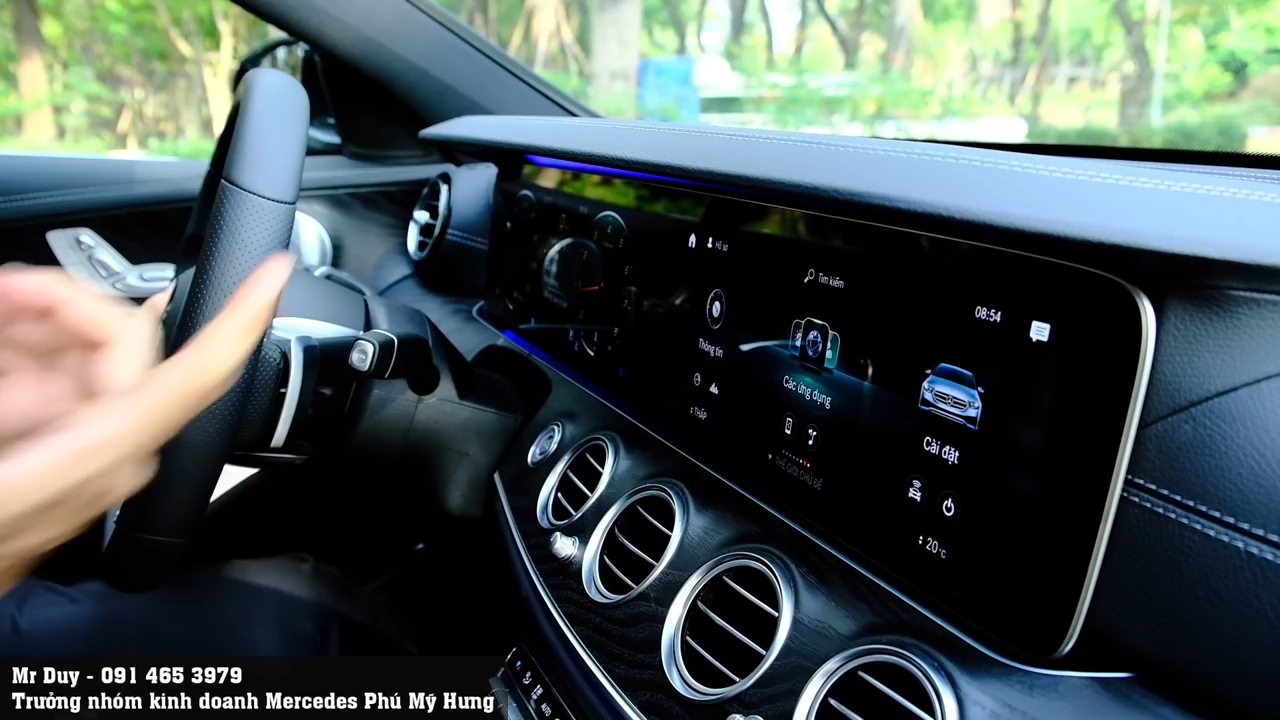 Hồ sơ
Tìm kiếm
08:54
Thông tin
Các ứng dụng
Cài đặt
THẤP
THẾ GIỚI CHỦ ĐỀ
20°C
AUTO
Mr Duy - 091 465 3979
Trưởng nhóm kinh doanh Mercedes Phú Mỹ Hưng